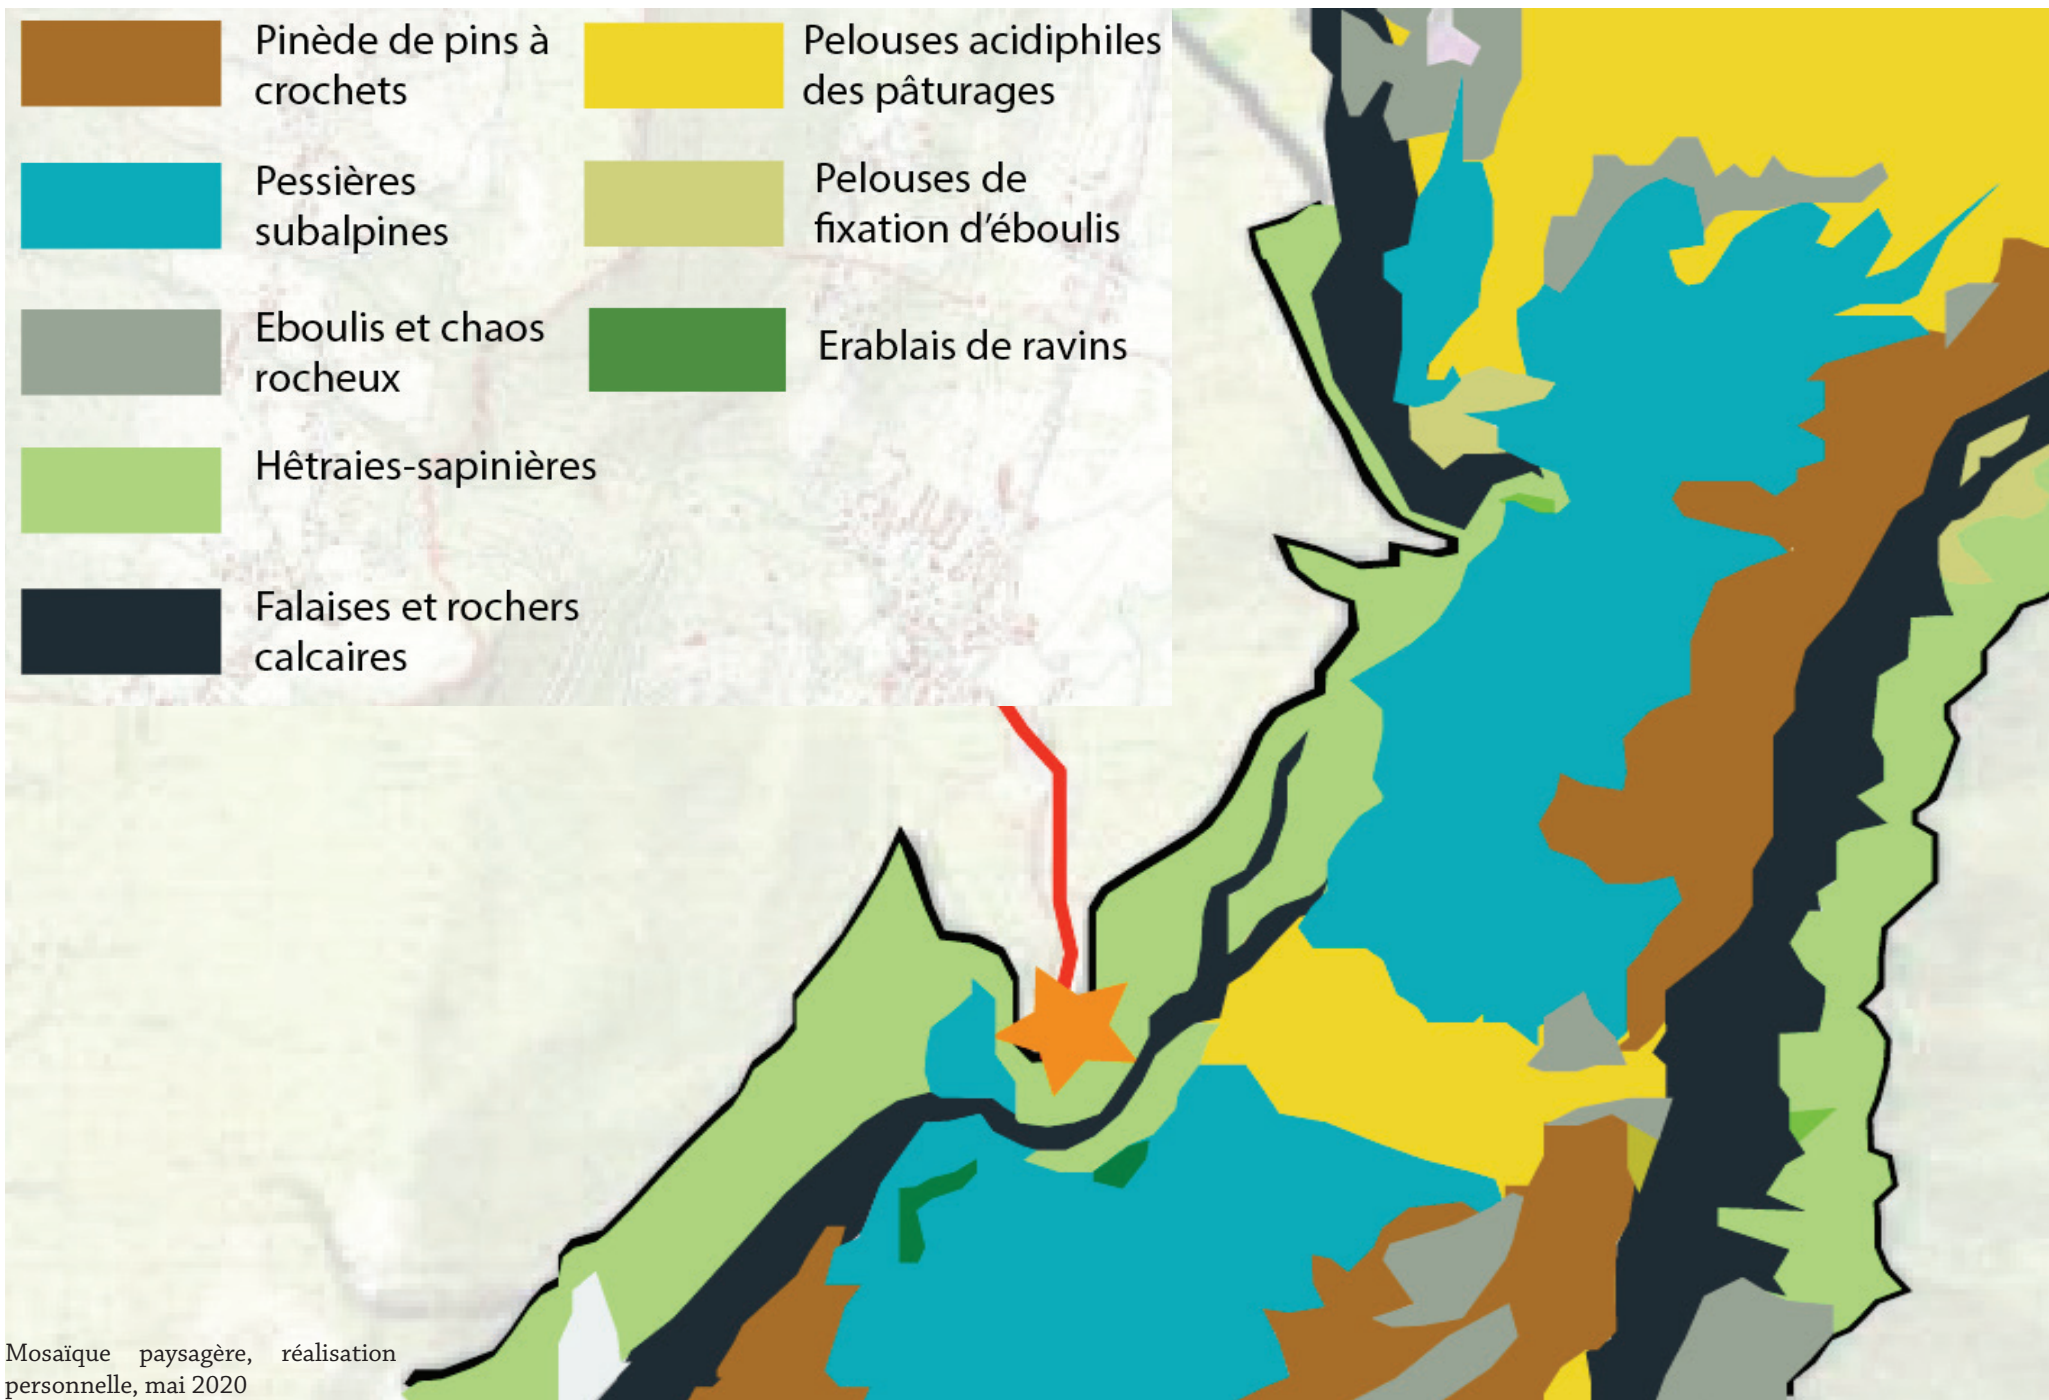 Pinède de pins à
crochets
Pessières
subalpines
Eboulis et chaos
rocheux
Hêtraies-sapinières
Falaises et rochers
calcaires
Pelouses acidiphiles
des pâturages
Pelouses de
fixation d'éboulis
Erablais de ravins
Mosaïque paysagère, réalisation
personnelle, mai 2020